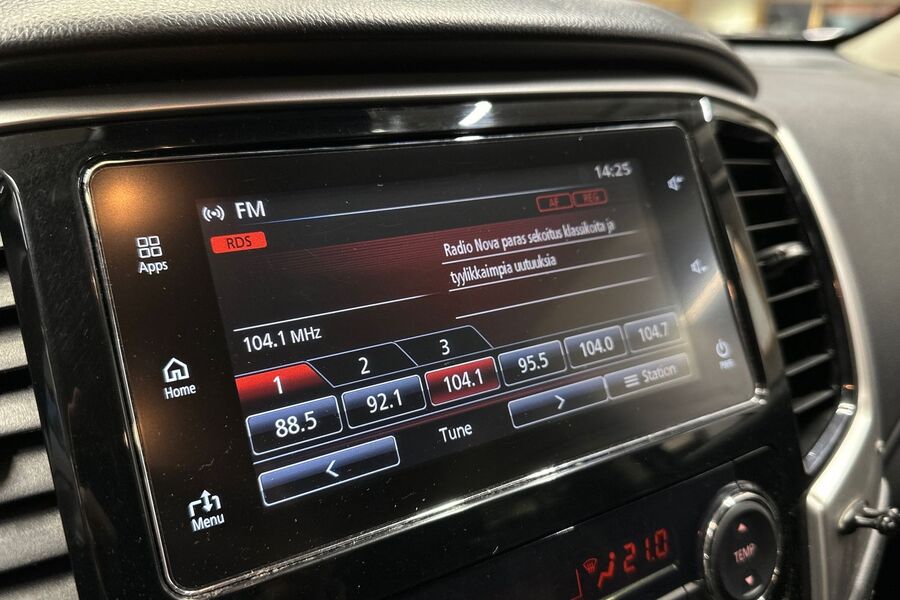 14:25
FM
AF REG
RDS
Radio Nova paras sekoitus klassikoita ja
tyylikkaimpia uutuuksia
Apps
104.1 MHz
1 2 3
Home
88.5 92.1 104.1 95.5 104.0 104.7
< Tune > Station
PWR
Menu
21.0
TEMP